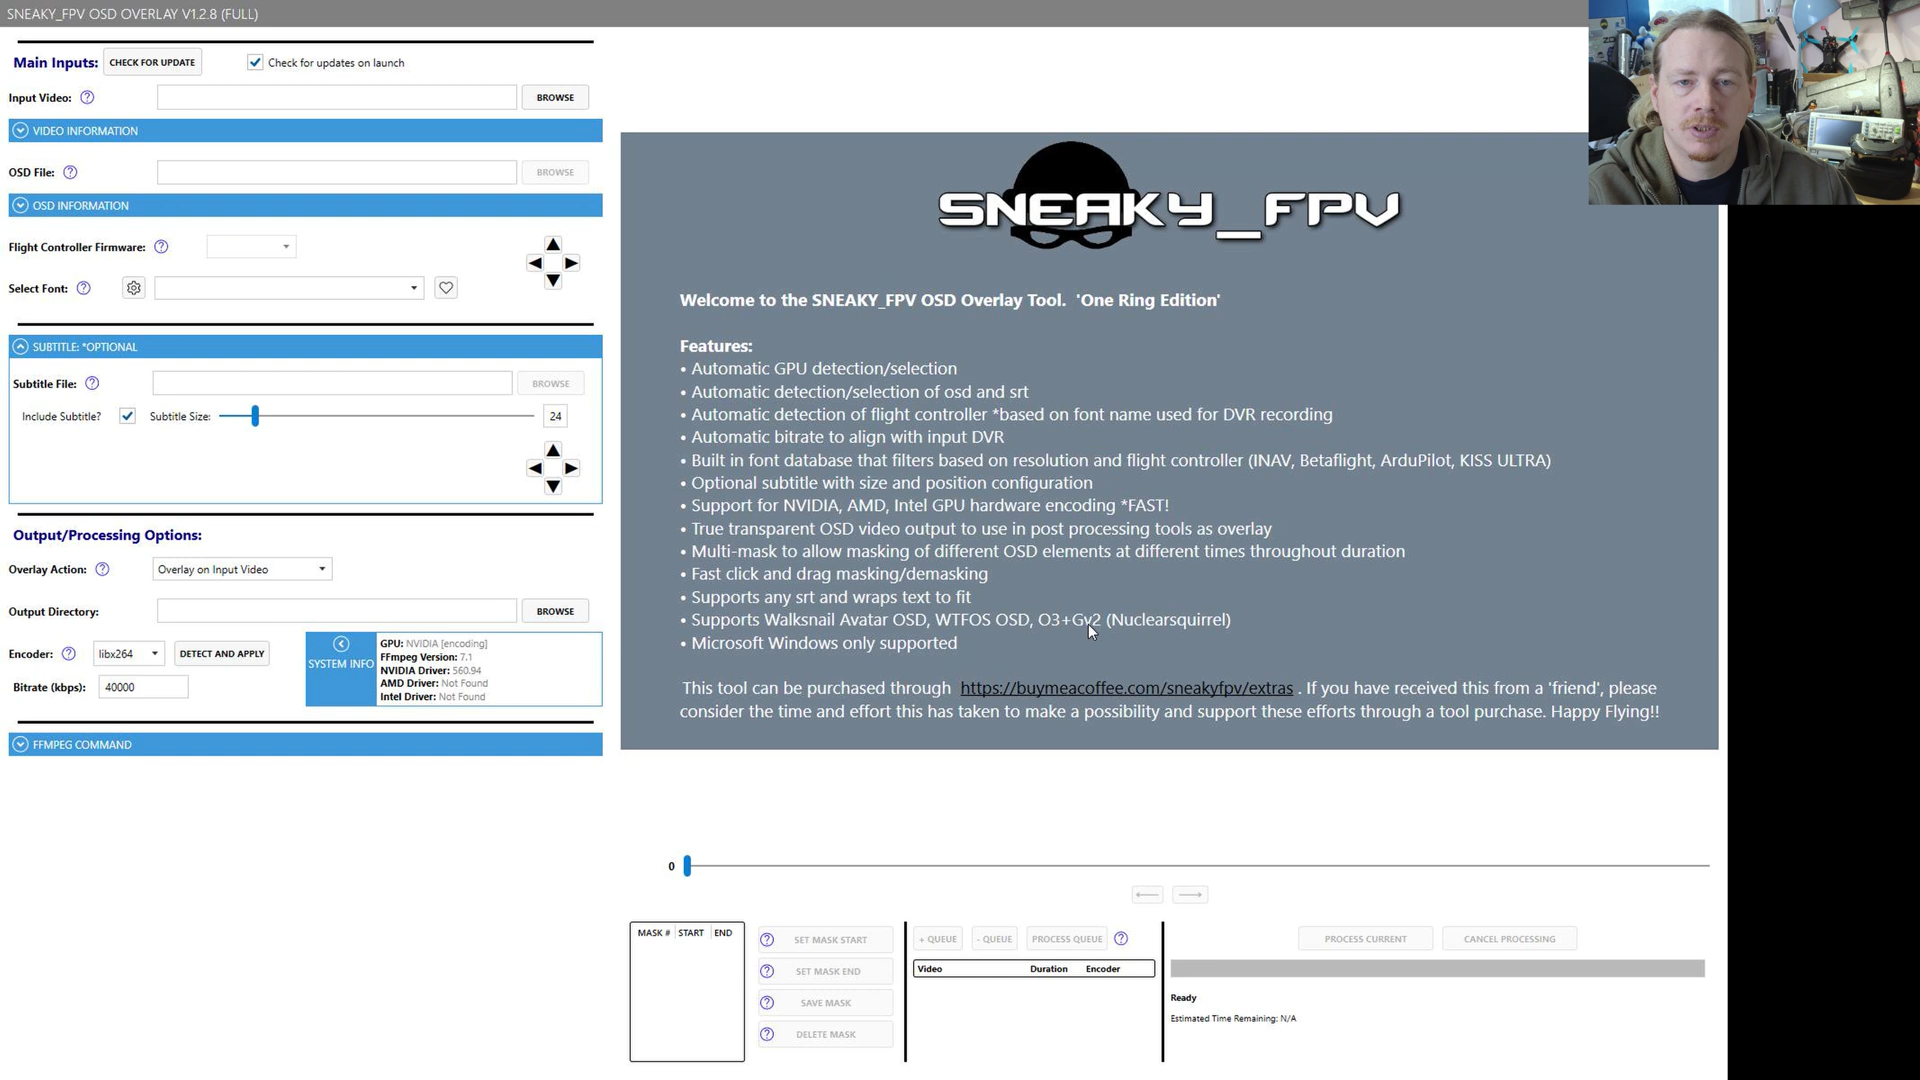 SNEAKY_FPV OSD OVERLAY V1.2.8 (FULL)
Main Inputs:
CHECK FOR UPDATE
Check for updates on launch
Input Video: ?
BROWSE
VIDEO INFORMATION
OSD File: ?
BROWSE
OSD INFORMATION
Flight Controller Firmware: ?
Select Font: ?
SUBTITLE: *OPTIONAL
Subtitle File: ?
BROWSE
Include Subtitle?
Subtitle Size:
24
Output/Processing Options:
Overlay Action: ?
Overlay on Input Video
Output Directory:
BROWSE
Encoder: ?
libx264
DETECT AND APPLY
Bitrate (kbps):
40000
SYSTEM INFO
GPU: NVIDIA [encoding]
FFmpeg Version: 7.1
NVIDIA Driver: 560.94
AMD Driver: Not Found
Intel Driver: Not Found
FFMPEG COMMAND
SNEAKY_FPV
Welcome to the SNEAKY_FPV OSD Overlay Tool.  'One Ring Edition'
Features:
• Automatic GPU detection/selection
• Automatic detection/selection of osd and srt
• Automatic detection of flight controller *based on font name used for DVR recording
• Automatic bitrate to align with input DVR
• Built in font database that filters based on resolution and flight controller (INAV, Betaflight, ArduPilot, KISS ULTRA)
• Optional subtitle with size and position configuration
• Support for NVIDIA, AMD, Intel GPU hardware encoding *FAST!
• True transparent OSD video output to use in post processing tools as overlay
• Multi-mask to allow masking of different OSD elements at different times throughout duration
• Fast click and drag masking/demasking
• Supports any srt and wraps text to fit
• Supports Walksnail Avatar OSD, WTFOS OSD, O3+Gv2 (Nuclearsquirrel)
• Microsoft Windows only supported
This tool can be purchased through https://buymeacoffee.com/sneakyfpv/extras . If you have received this from a 'friend', please
consider the time and effort this has taken to make a possibility and support these efforts through a tool purchase. Happy Flying!!
0
MASK # START END
? SET MASK START
? SET MASK END
? SAVE MASK
? DELETE MASK
+ QUEUE
- QUEUE
PROCESS QUEUE
?
Video Duration Encoder
PROCESS CURRENT
CANCEL PROCESSING
Ready
Estimated Time Remaining: N/A